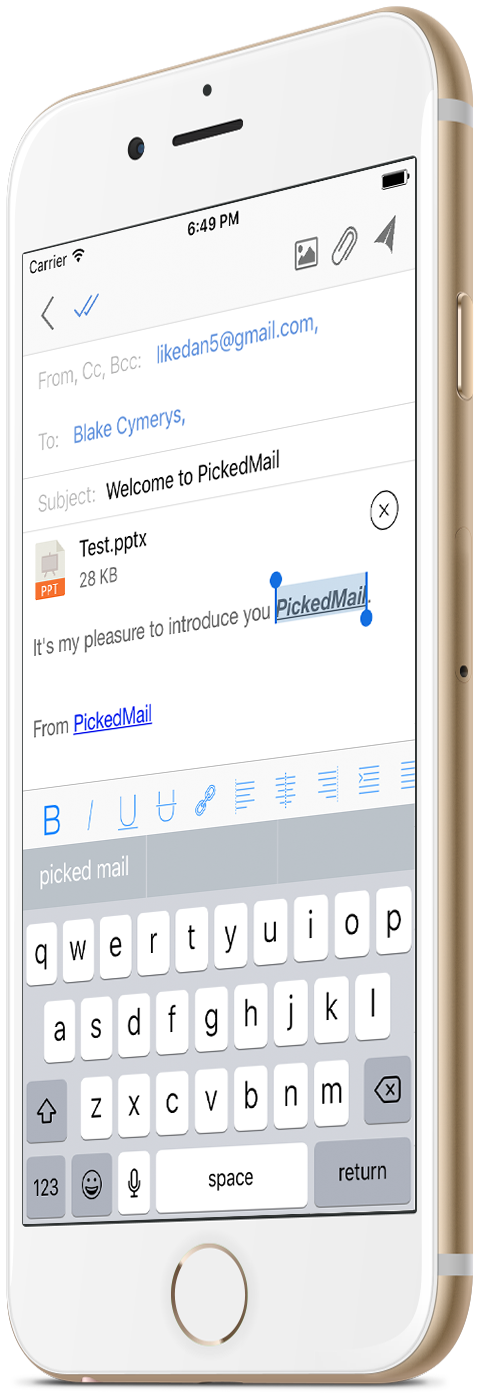 6:49 PM
Carrier
From, Cc, Bcc: likedan5@gmail.com,
To: Blake Cymerys,
Subject: Welcome to PickedMail
Test.pptx
28 KB
PPT
It's my pleasure to introduce you PickedMail.
From PickedMail
B I U U
picked mail
q w e r t y u i o p
a s d f g h j k l
z x c v b n m
123 space return